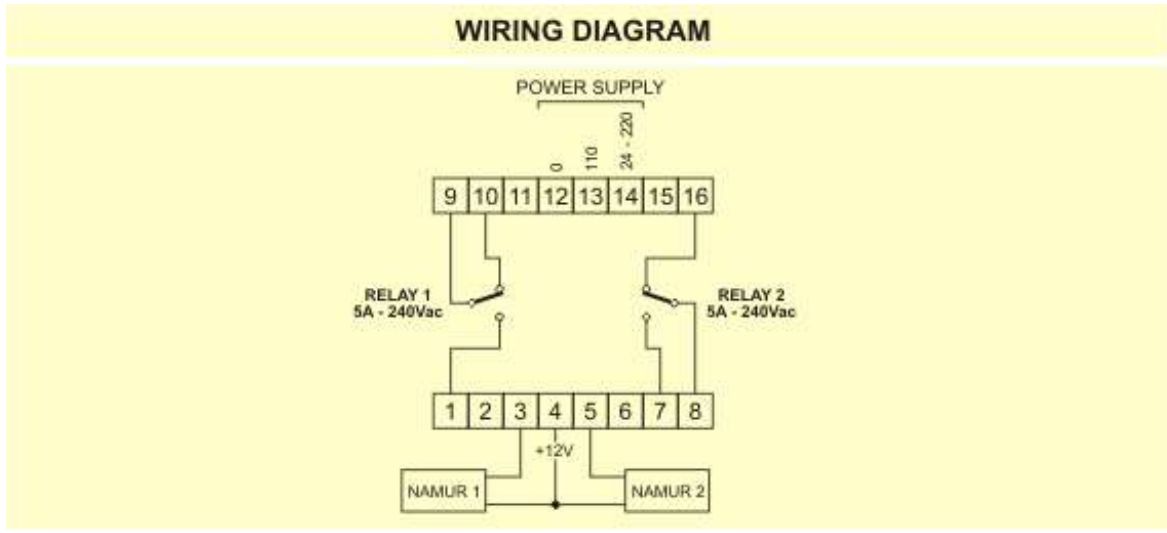 WIRING DIAGRAM
POWER SUPPLY
0
110
24 - 220
9 10 11 12 13 14 15 16
RELAY 1
5A - 240Vac
RELAY 2
5A - 240Vac
1 2 3 4 5 6 7 8
+12V
NAMUR 1
NAMUR 2